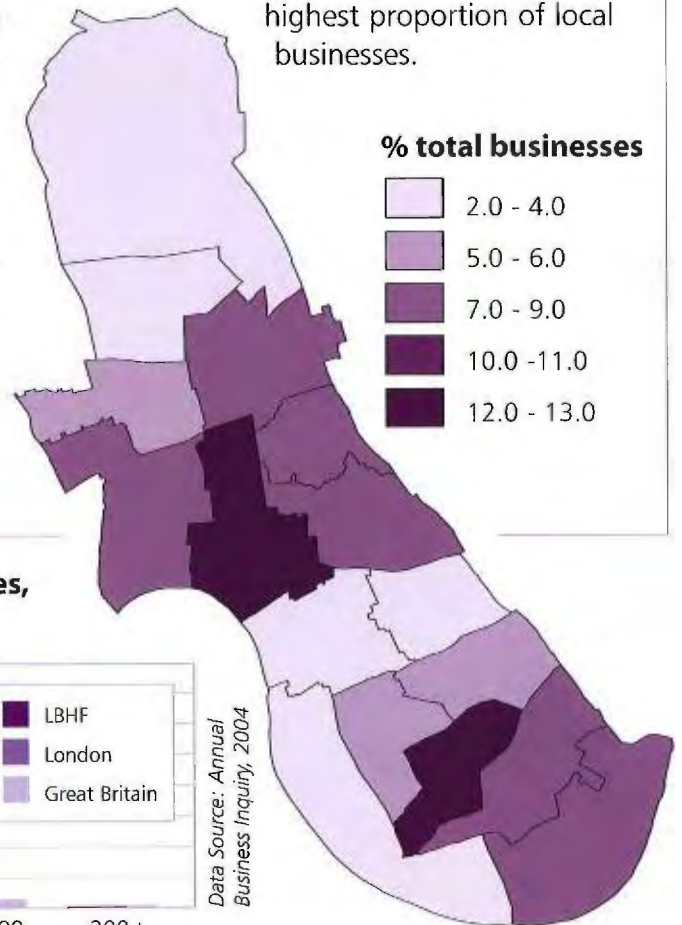 highest proportion of local
businesses.
% total businesses
2.0 - 4.0
5.0 - 6.0
7.0 - 9.0
10.0 -11.0
12.0 - 13.0
es,
LBHF
London
Great Britain
Data Source: Annual
Business Inquiry, 2004